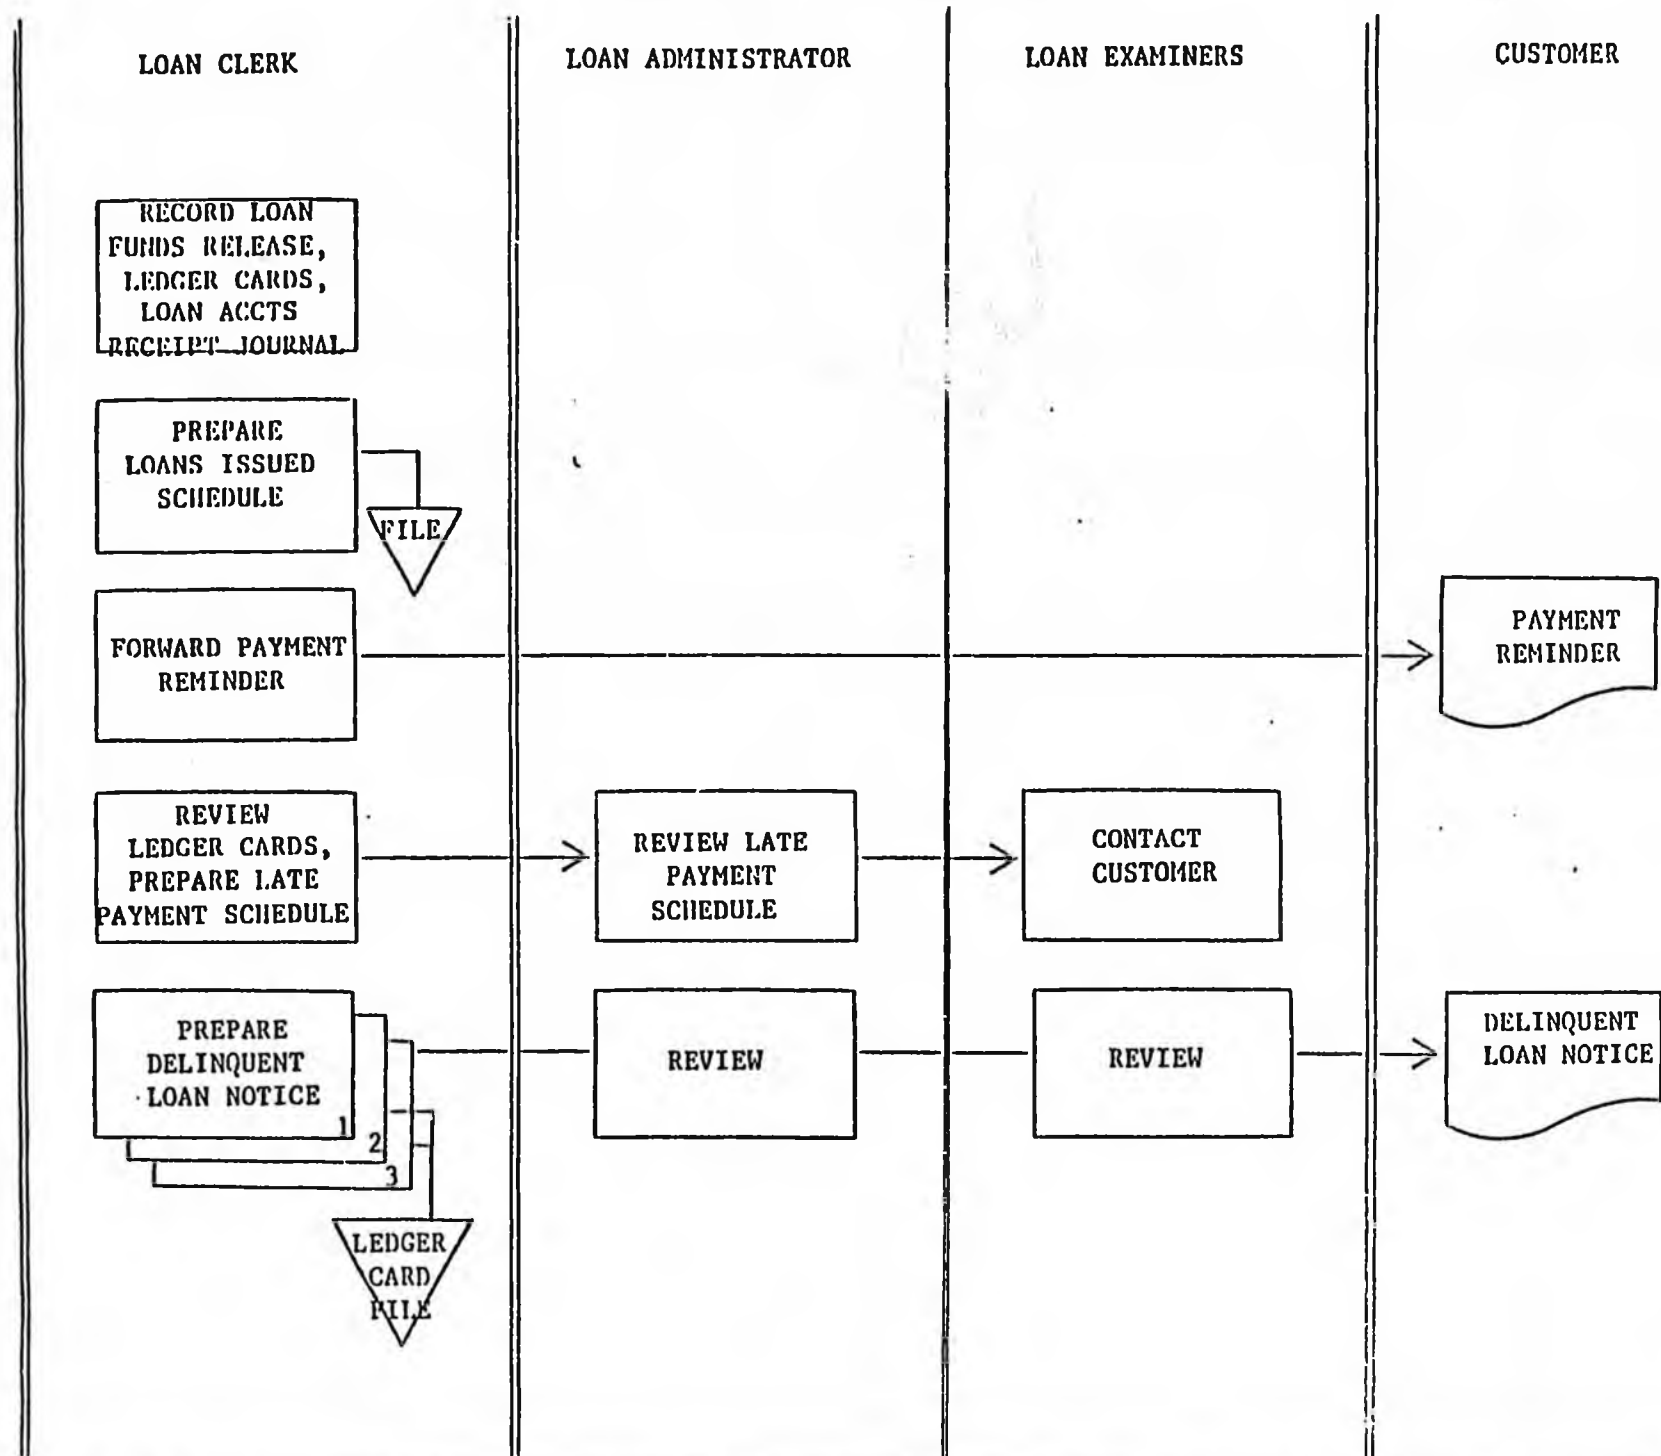 LOAN CLERK
LOAN ADMINISTRATOR
LOAN EXAMINERS
CUSTOMER
RECORD LOAN
FUNDS RELEASE,
LEDGER CARDS,
LOAN ACCTS
RECEIPT JOURNAL
PREPARE
LOANS ISSUED
SCHEDULE
FILE
FORWARD PAYMENT
REMINDER
PAYMENT
REMINDER
REVIEW
LEDGER CARDS,
PREPARE LATE
PAYMENT SCHEDULE
REVIEW LATE
PAYMENT
SCHEDULE
CONTACT
CUSTOMER
PREPARE
DELINQUENT
LOAN NOTICE
1
2
3
REVIEW
REVIEW
DELINQUENT
LOAN NOTICE
LEDGER
CARD
FILE